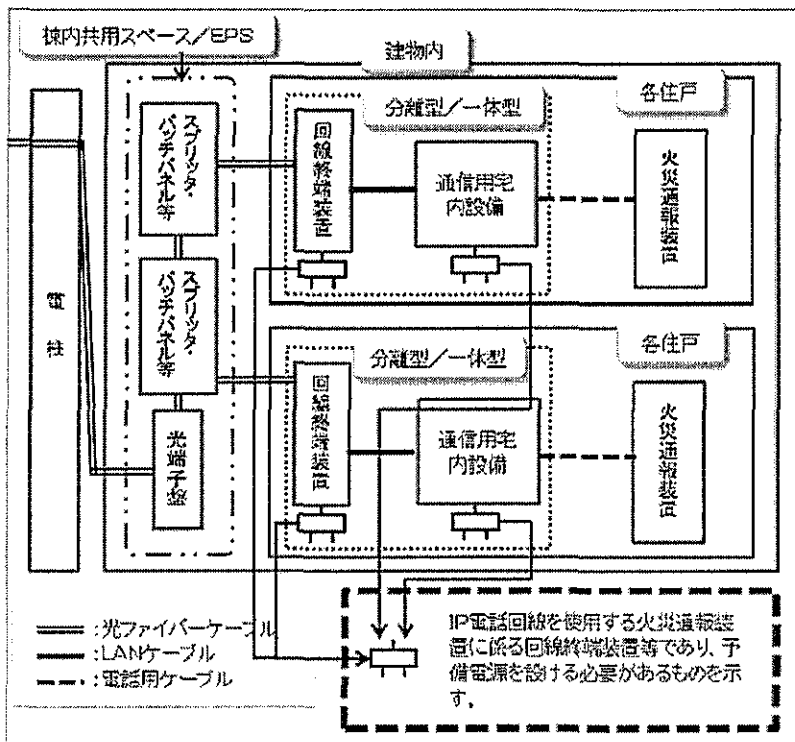 棟内共用スペース／EPS
建物内
各住戸
分離型／一体型
スプリッタ・
パッチパネル等
回線終端装置
通信用宅
内設備
火災通報装置
電柱
スプリッタ・
パッチパネル等
各住戸
分離型／一体型
回線終端装置
通信用宅
内設備
火災通報装置
光端子盤
：光ファイバーケーブル
：LANケーブル
：電話用ケーブル
IP電話回線を使用する火災通報装
置に係る回線終端装置等であり、予
備電源を設ける必要があるものを示
す。